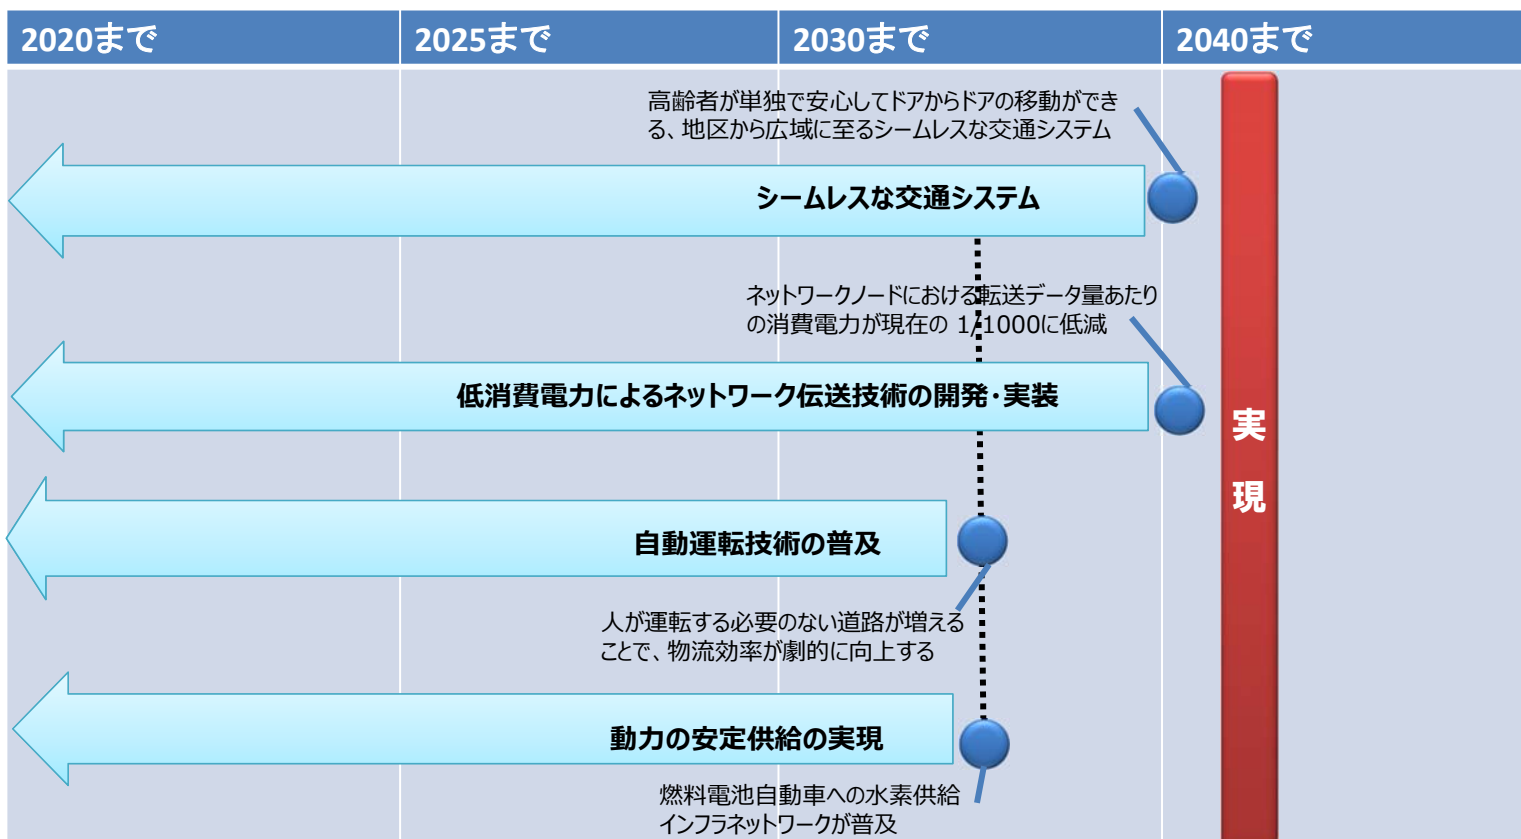 2020まで
2025まで
2030まで
2040まで
高齢者が単独で安心してドアからドアの移動ができ
る、地区から広域に至るシームレスな交通システム
シームレスな交通システム
ネットワークノードにおける転送データ量あたり
の消費電力が現在の 1/1000に低減
低消費電力によるネットワーク伝送技術の開発・実装
実
現
自動運転技術の普及
人が運転する必要のない道路が増える
ことで、物流効率が劇的に向上する
動力の安定供給の実現
燃料電池自動車への水素供給
インフラネットワークが普及